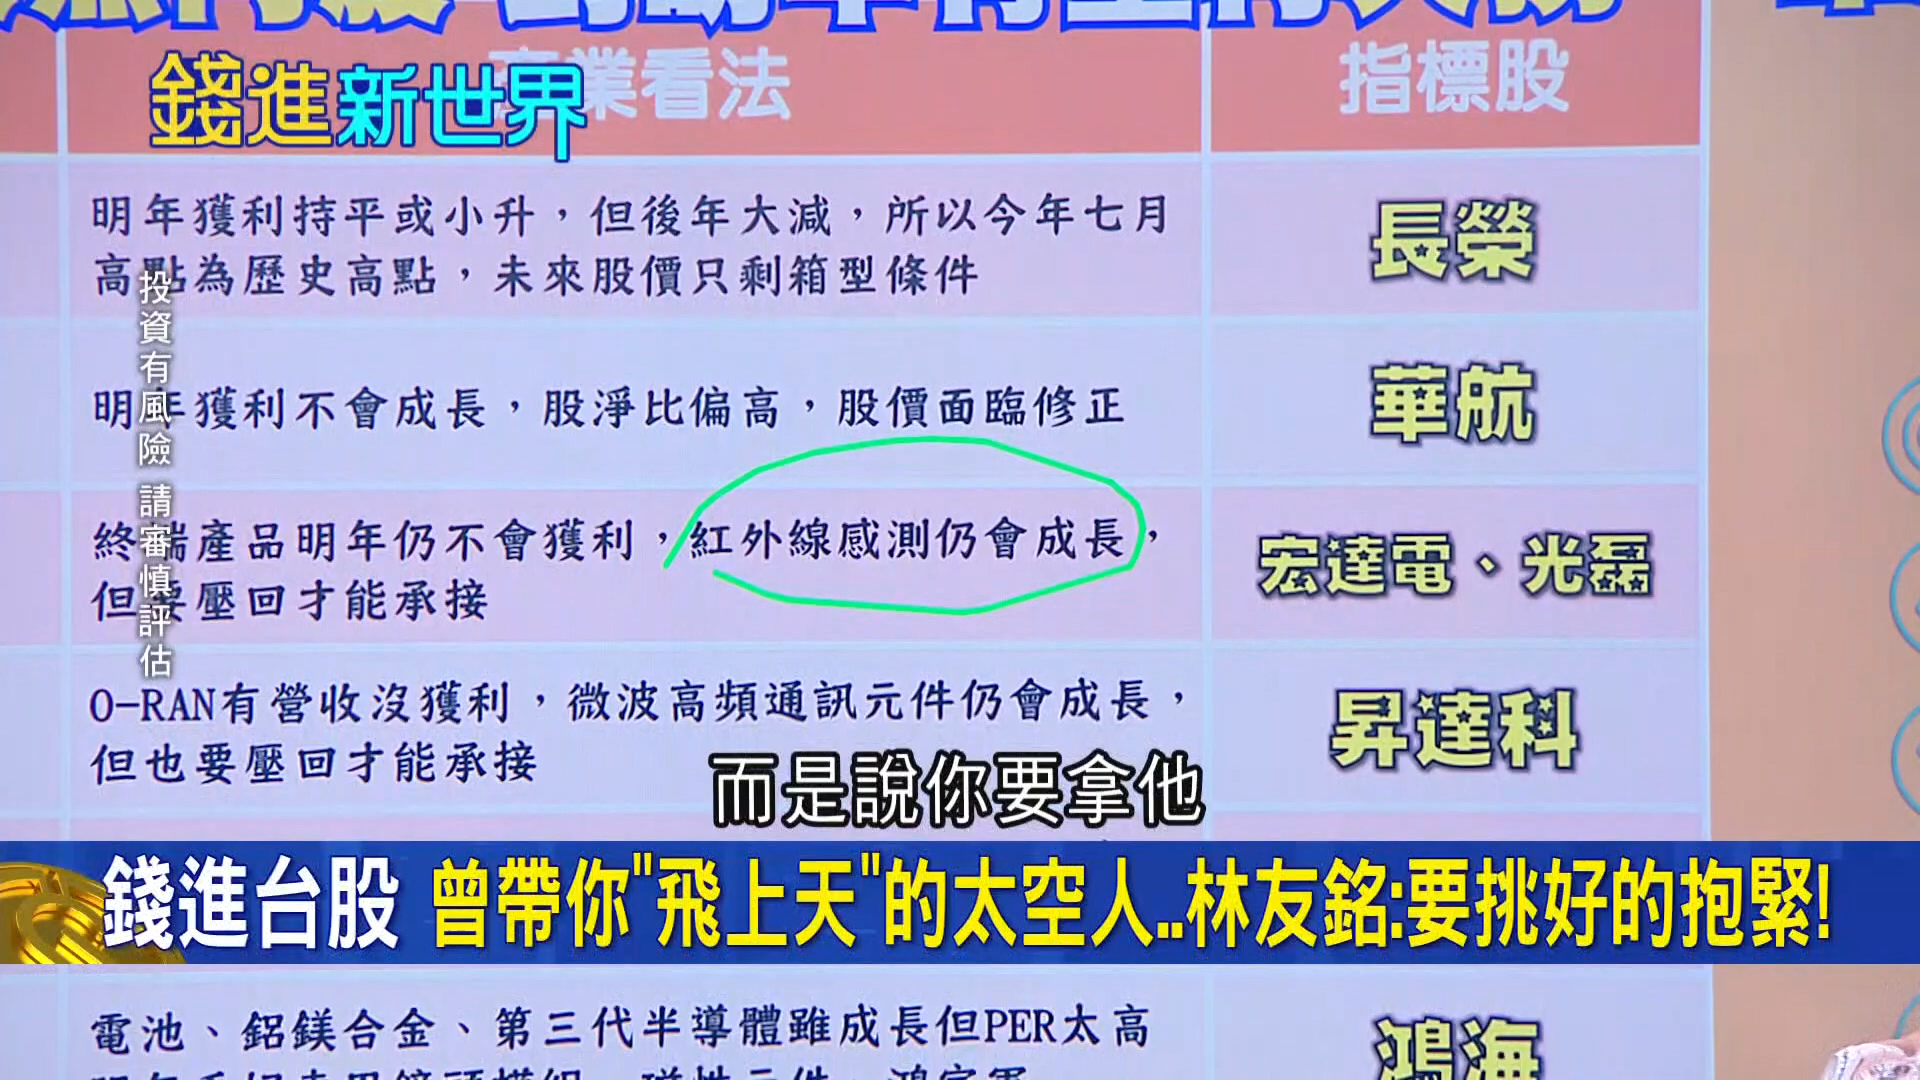 錢進新世界
產業看法
指標股
明年獲利持平或小升，但後年大減，所以今年七月
高點為歷史高點，未來股價只剩箱型條件
長榮
明年獲利不會成長，股淨比偏高，股價面臨修正
華航
終端產品明年仍不會獲利，紅外線感測仍會成長，
但要壓回才能承接
宏達電、光磊
O-RAN有營收沒獲利，微波高頻通訊元件仍會成長，
但也要壓回才能承接
昇達科
投資有風險 請審慎評估
而是說你要拿他
錢進台股 曾帶你"飛上天"的太空人..林友銘:要挑好的抱緊!
電池、鋁鎂合金、第三代半導體雖成長但PER太高
鴻海